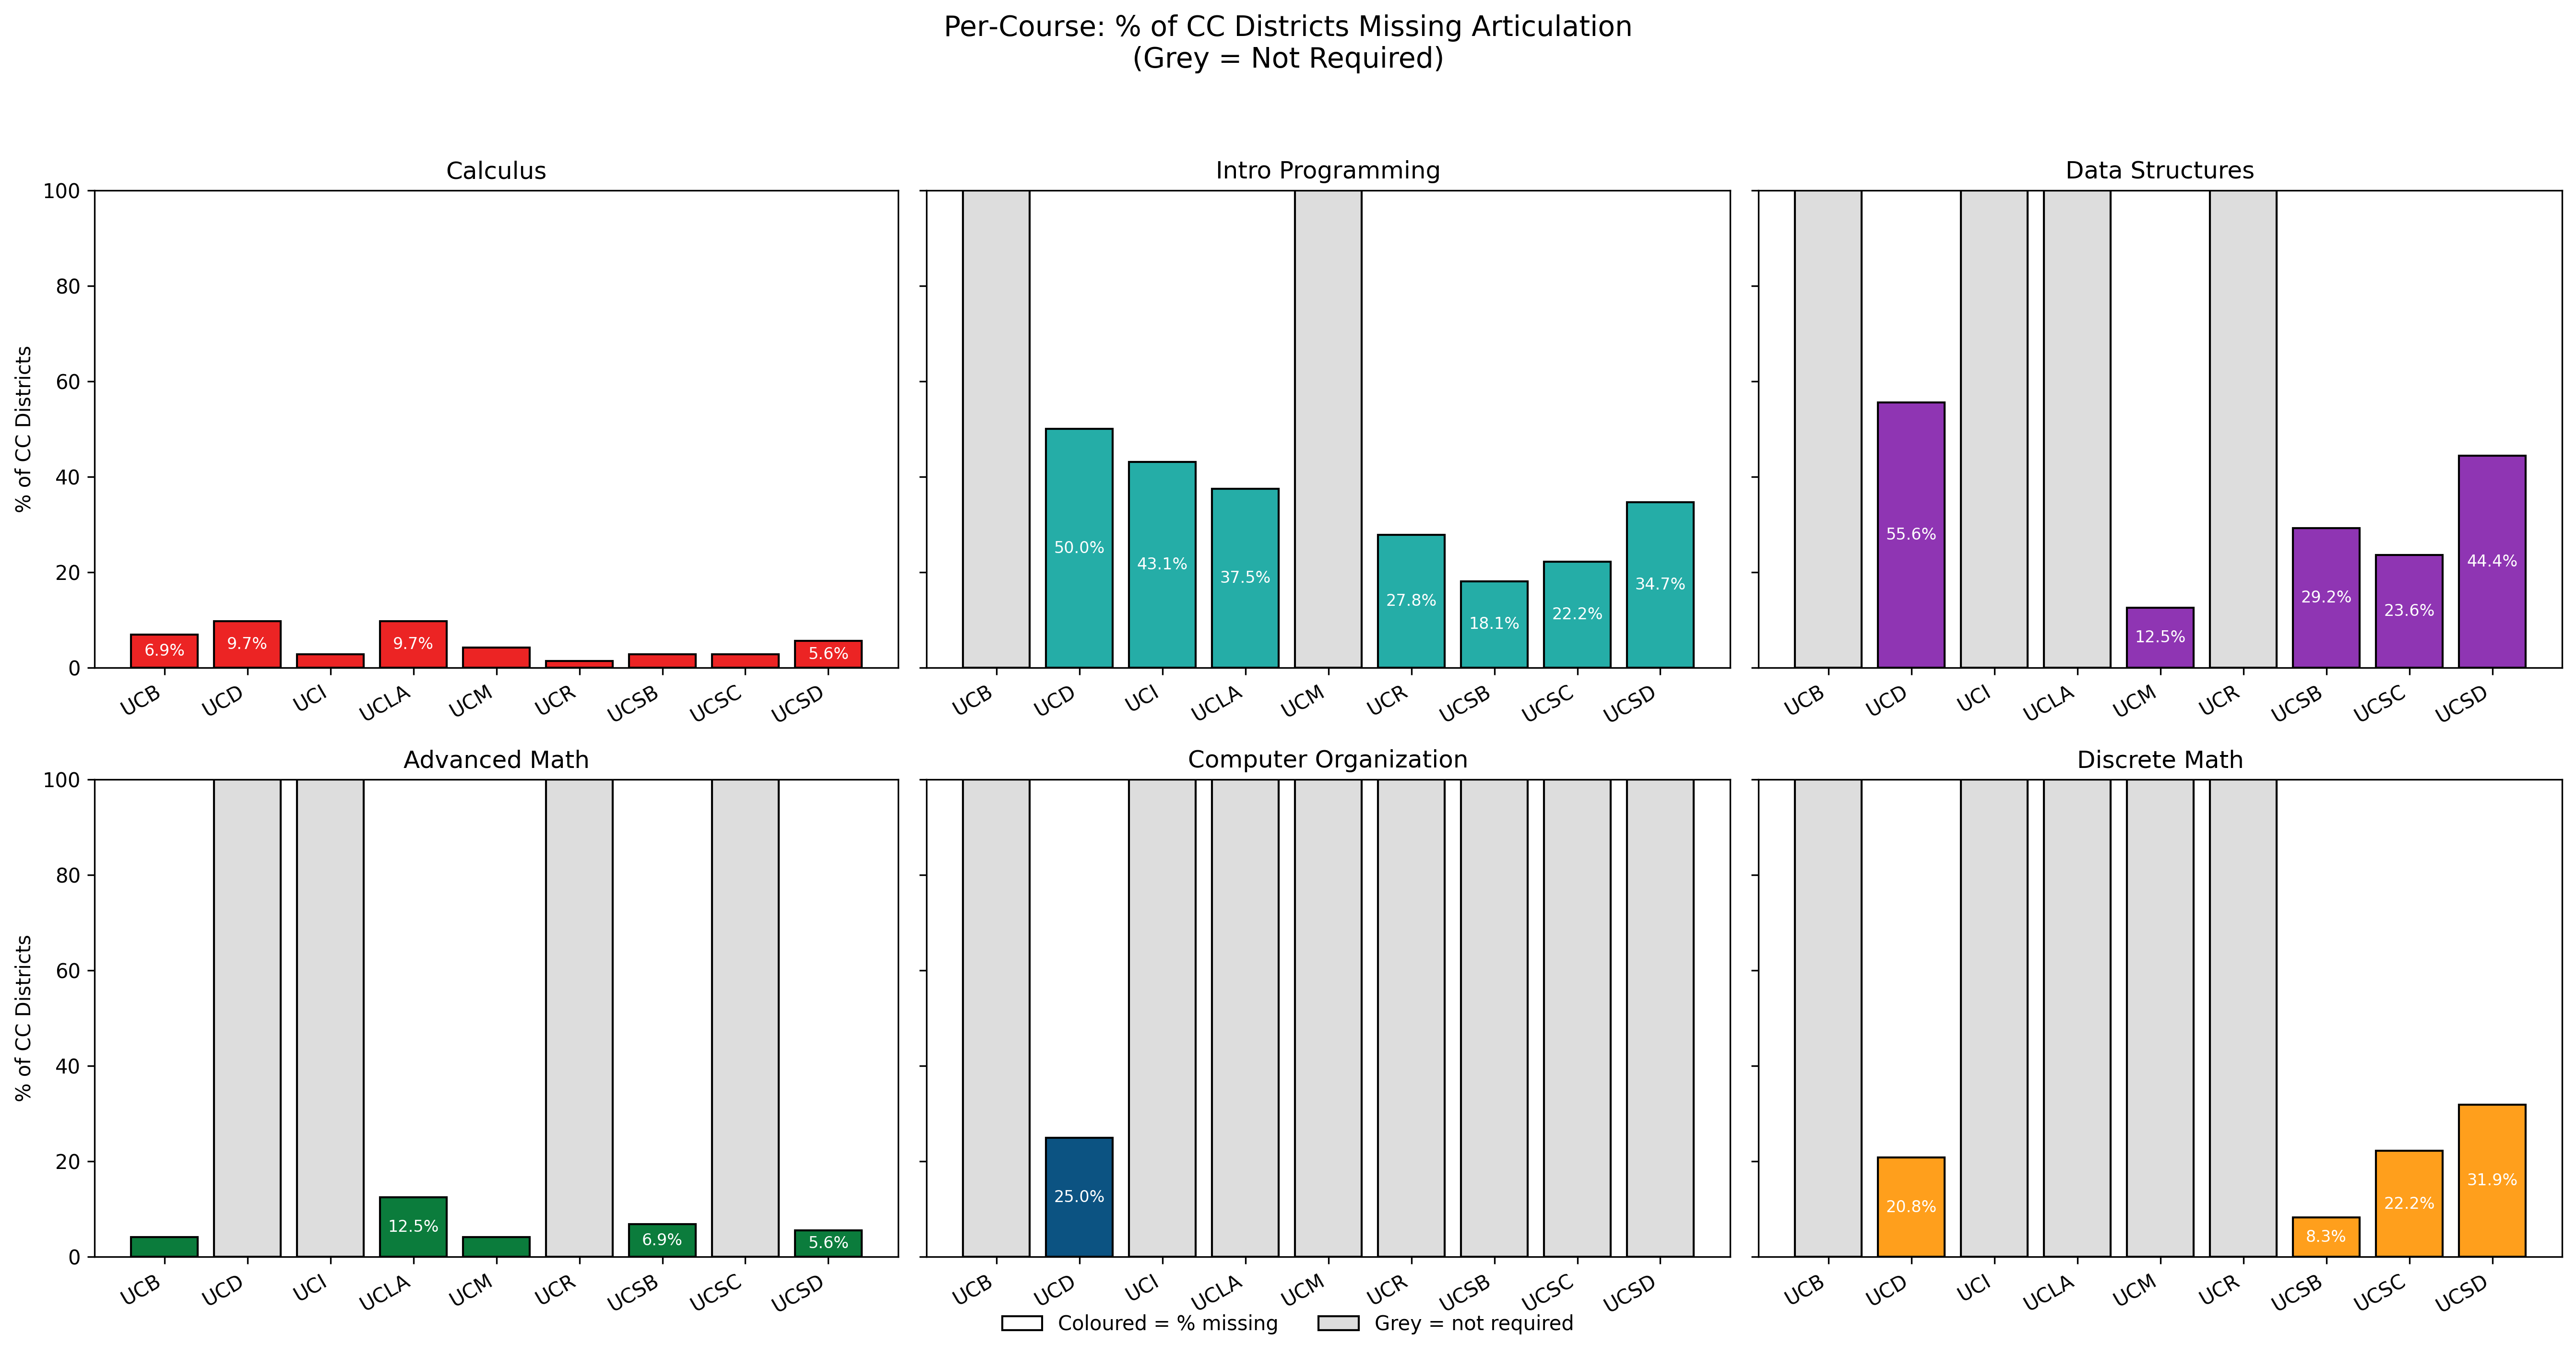 Per-Course: % of CC Districts Missing Articulation
(Grey = Not Required)
Calculus
Intro Programming
Data Structures
% of CC Districts
100
80
60
40
20
0
6.9%
9.7%
9.7%
5.6%
50.0%
43.1%
37.5%
27.8%
18.1%
22.2%
34.7%
55.6%
12.5%
29.2%
23.6%
44.4%
UCB UCD UCI UCLA UCM UCR UCSB UCSC UCSD
UCB UCD UCI UCLA UCM UCR UCSB UCSC UCSD
UCB UCD UCI UCLA UCM UCR UCSB UCSC UCSD
Advanced Math
Computer Organization
Discrete Math
% of CC Districts
100
80
60
40
20
0
12.5%
6.9%
5.6%
25.0%
20.8%
8.3%
22.2%
31.9%
UCB UCD UCI UCLA UCM UCR UCSB UCSC UCSD
UCB UCD UCI UCLA UCM UCR UCSB UCSC UCSD
UCB UCD UCI UCLA UCM UCR UCSB UCSC UCSD
Coloured = % missing
Grey = not required